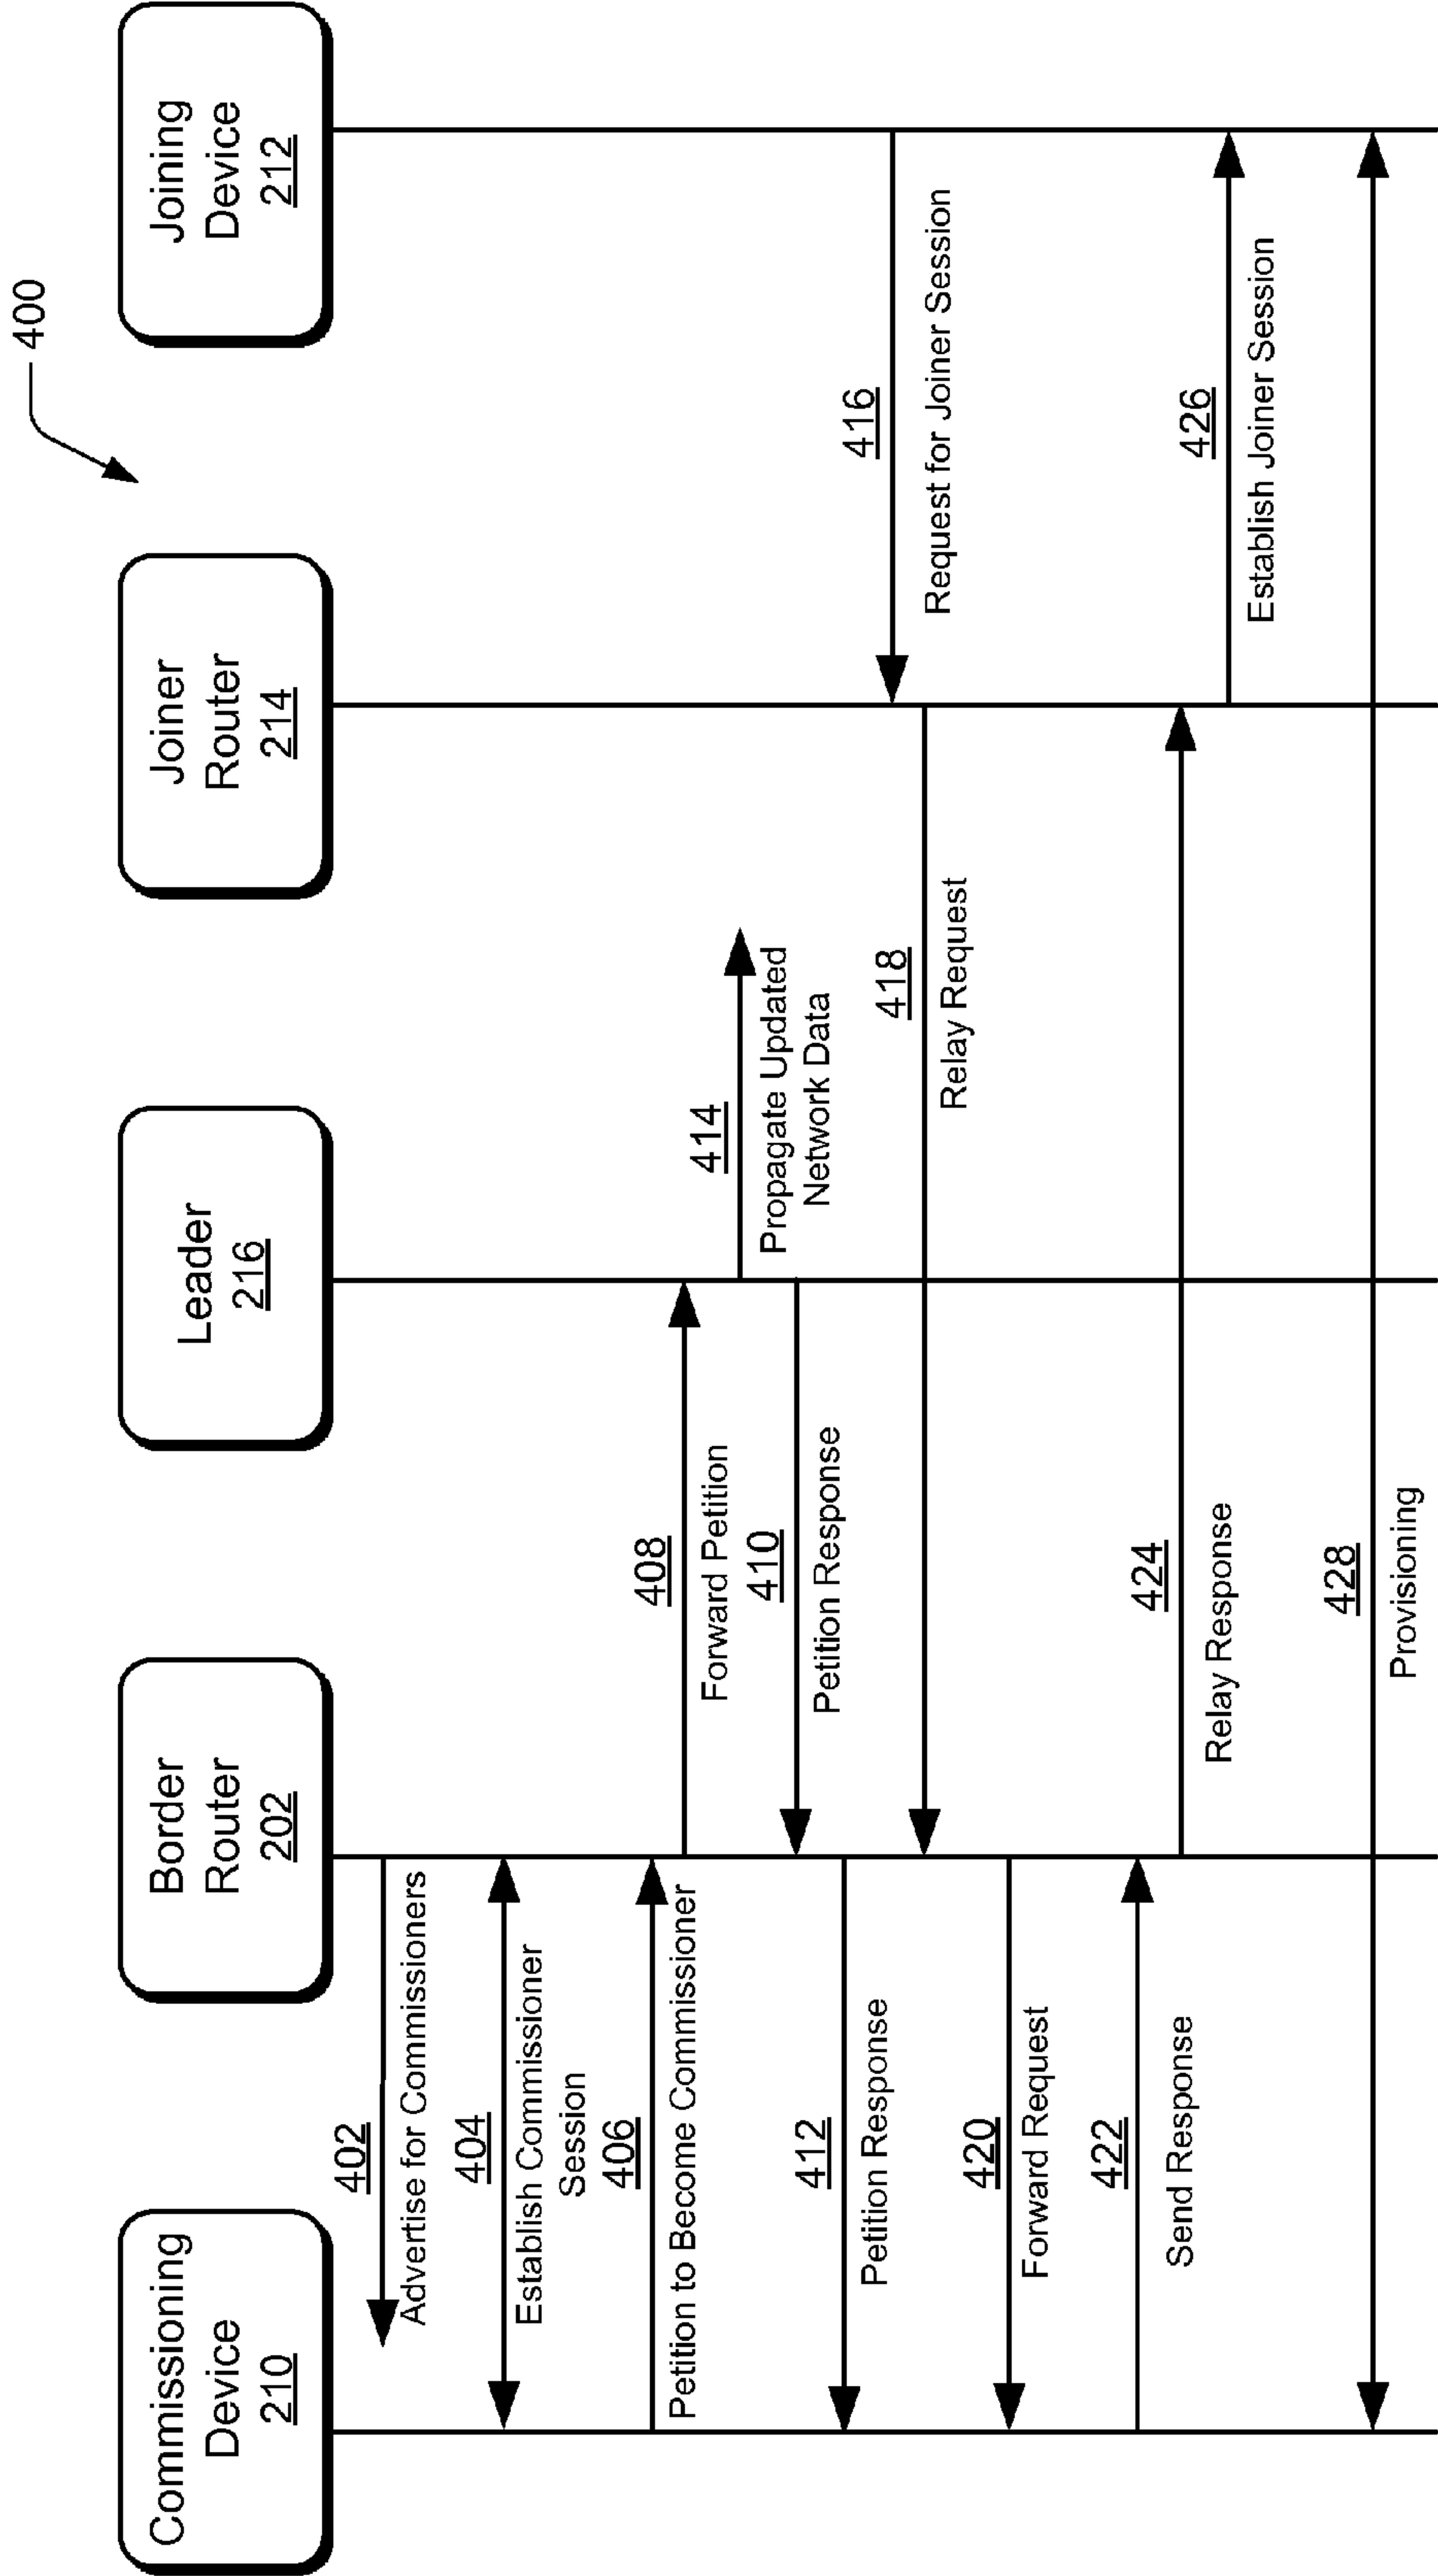 400
Commissioning
Device
210
Border
Router
202
Leader
216
Joiner
Router
214
Joining
Device
212
402
Advertise for Commissioners
404
Establish Commissioner
Session
406
Petition to Become Commissioner
408
Forward Petition
414
Propagate Updated
Network Data
410
Petition Response
412
Petition Response
416
Request for Joiner Session
418
Relay Request
420
Forward Request
422
Send Response
424
Relay Response
426
Establish Joiner Session
428
Provisioning